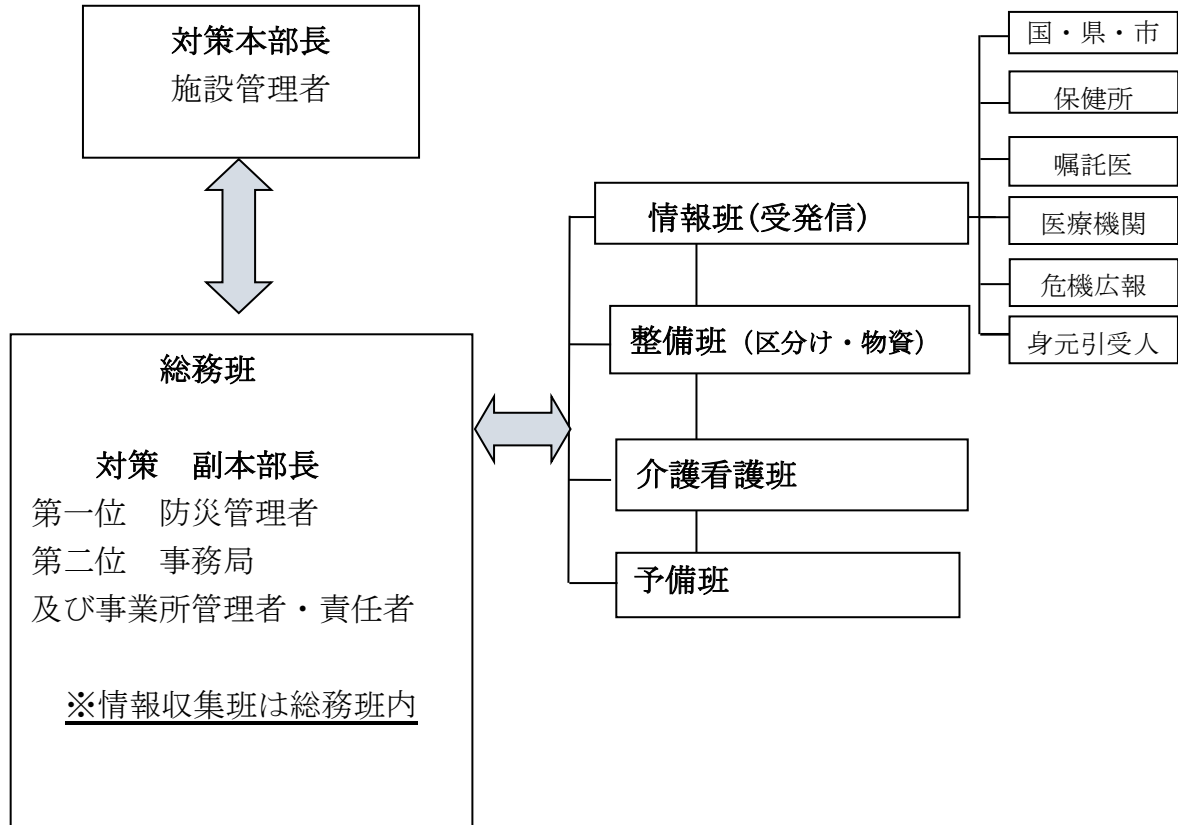 対策本部長
施設管理者
総務班
対策　副本部長
第一位　防災管理者
第二位　事務局
及び事業所管理者・責任者
※情報収集班は総務班内
情報班(受発信)
整備班（区分け・物資）
介護看護班
予備班
国・県・市
保健所
嘱託医
医療機関
危機広報
身元引受人